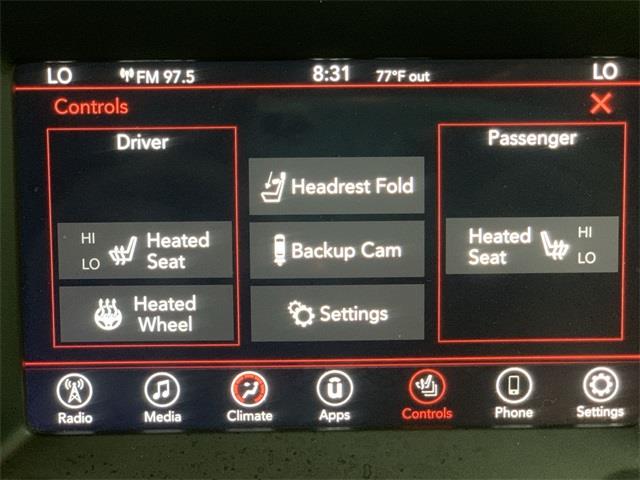 LO FM 97.5 8:31 77°F out LO
Controls
Driver
HI
LO
Heated
Seat
Heated
Wheel
Headrest Fold
Backup Cam
Settings
Passenger
Heated
Seat
HI
LO
Radio Media Climate Apps Controls Phone Settings